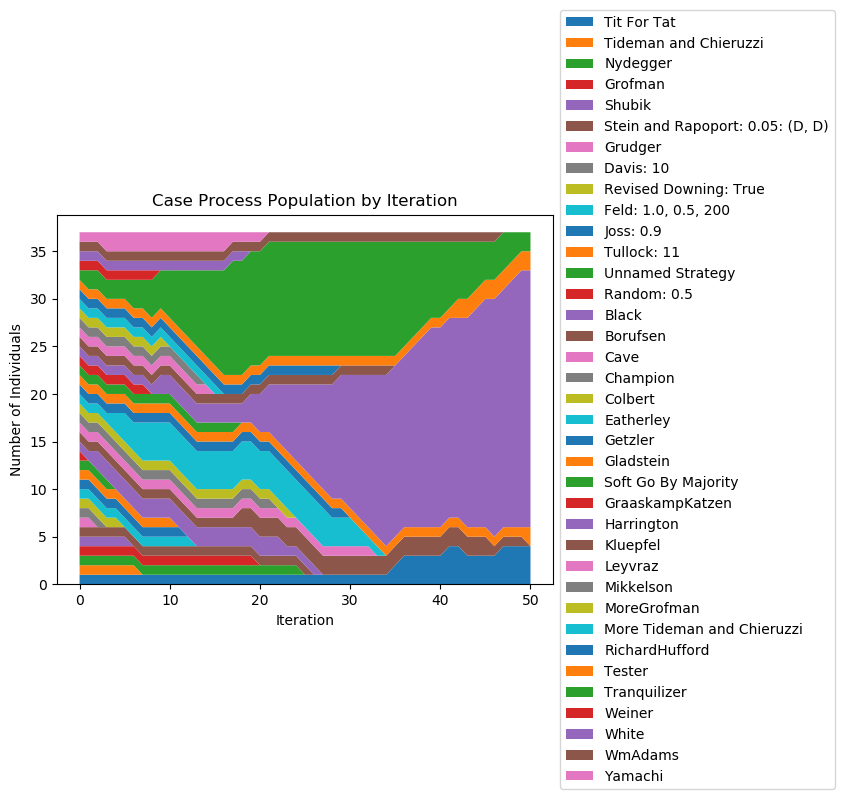 Case Process Population by Iteration
Number of Individuals
35
30
25
20
15
10
5
0
0 10 20 30 40 50
Iteration
Tit For Tat
Tideman and Chieruzzi
Nydegger
Grofman
Shubik
Stein and Rapoport: 0.05: (D, D)
Grudger
Davis: 10
Revised Downing: True
Feld: 1.0, 0.5, 200
Joss: 0.9
Tullock: 11
Unnamed Strategy
Random: 0.5
Black
Borufsen
Cave
Champion
Colbert
Eatherley
Getzler
Gladstein
Soft Go By Majority
GraaskampKatzen
Harrington
Kluepfel
Leyvraz
Mikkelson
MoreGrofman
More Tideman and Chieruzzi
RichardHufford
Tester
Tranquilizer
Weiner
White
WmAdams
Yamachi